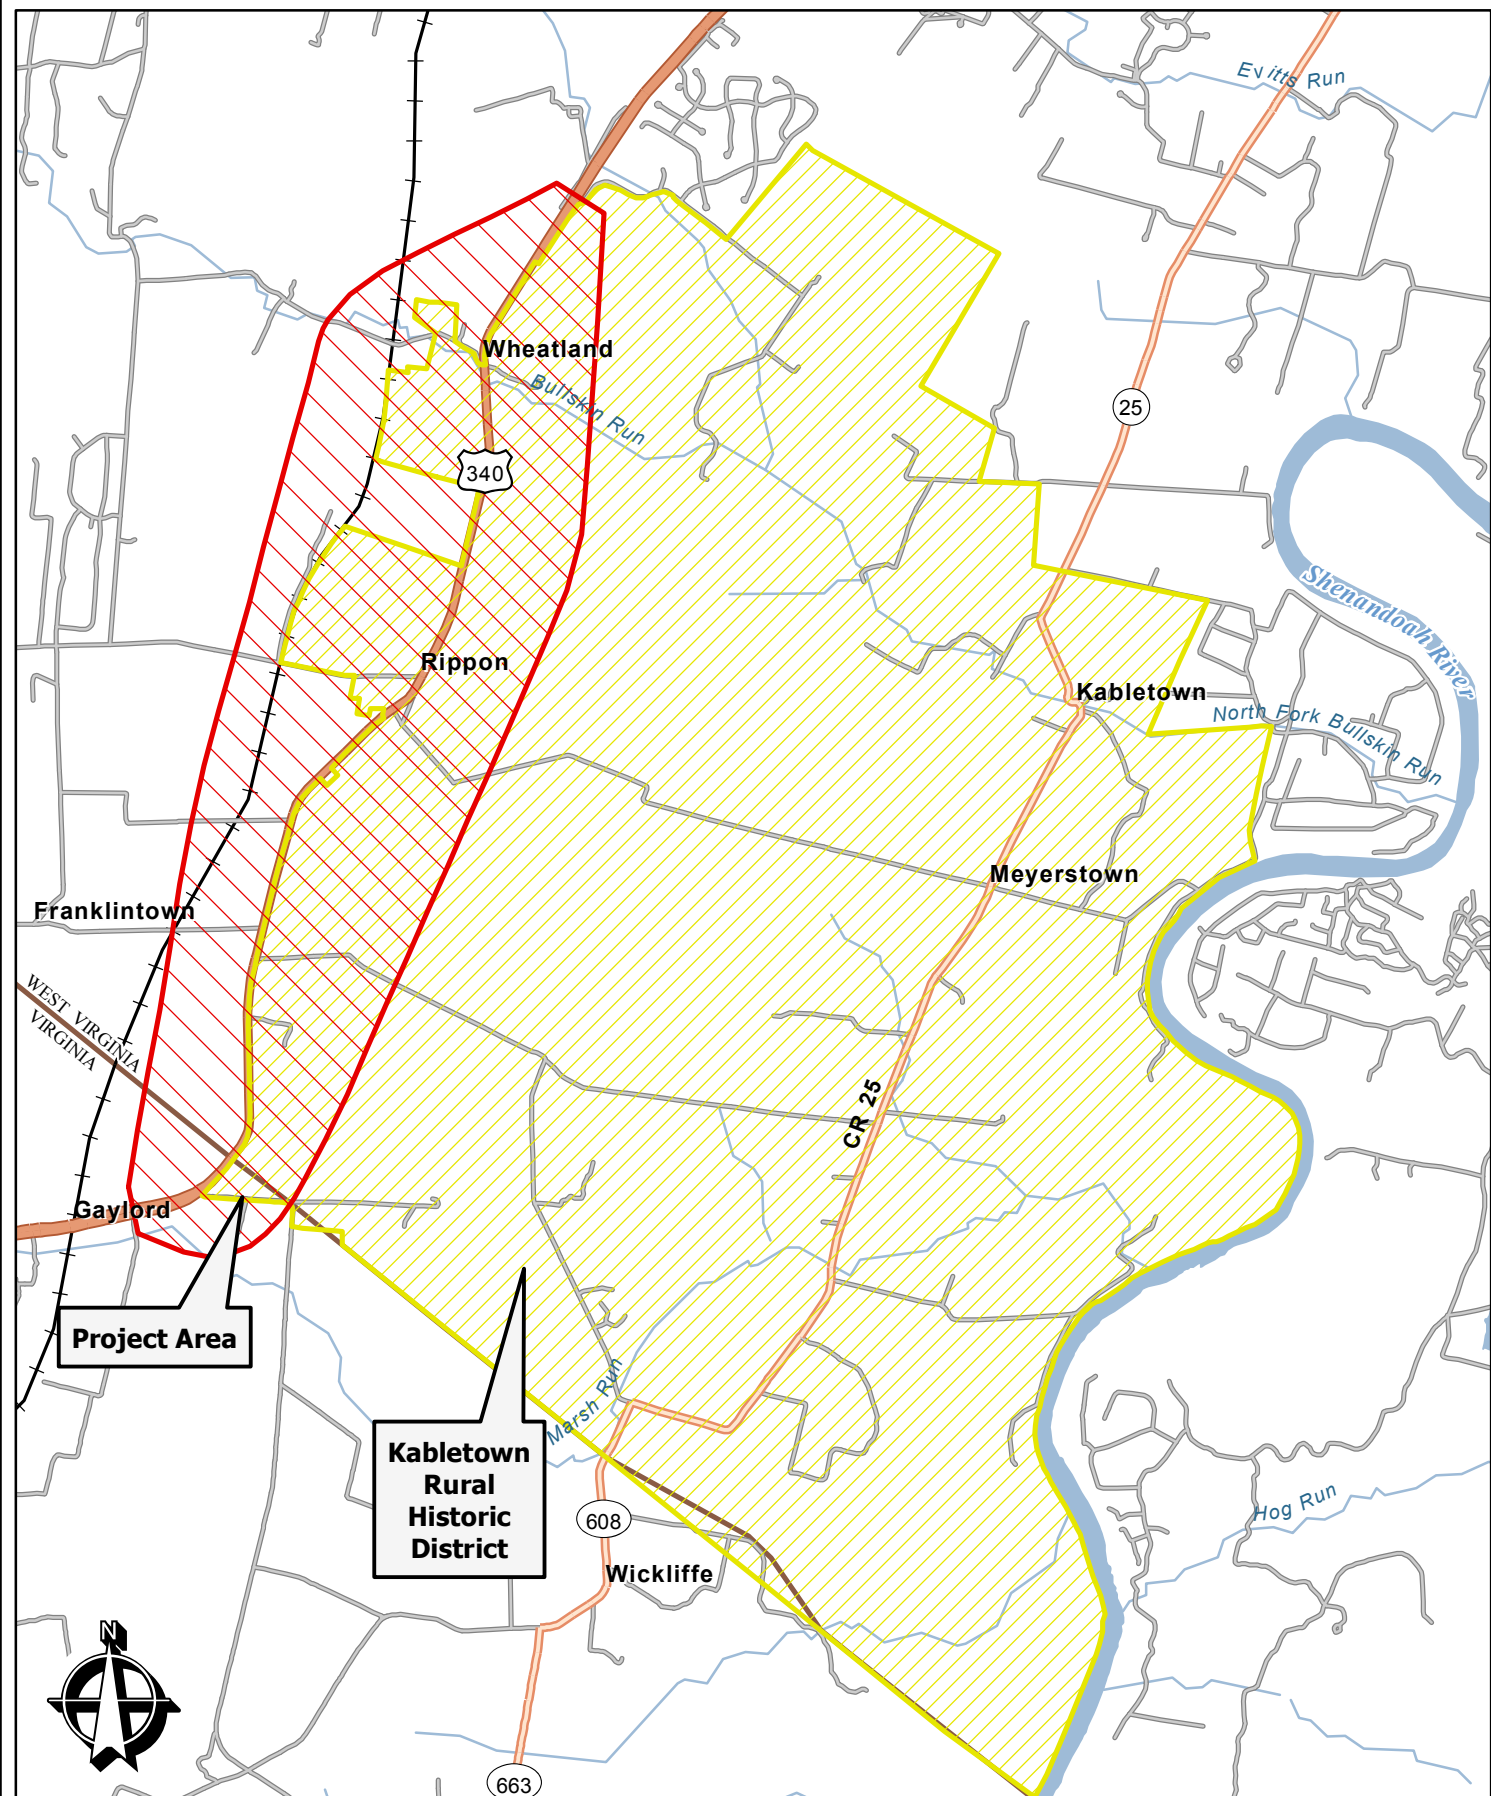 Evitts Run
Wheatland
Bullskin Run
25
340
Shenandoah River
Rippon
Kabletown
North Fork Bullskin Run
Meyerstown
Franklintown
WEST VIRGINIA
VIRGINIA
CR 25
Gaylord
Project Area
Marsh Run
Kabletown
Rural
Historic
District
Hog Run
608
Wickliffe
N
663